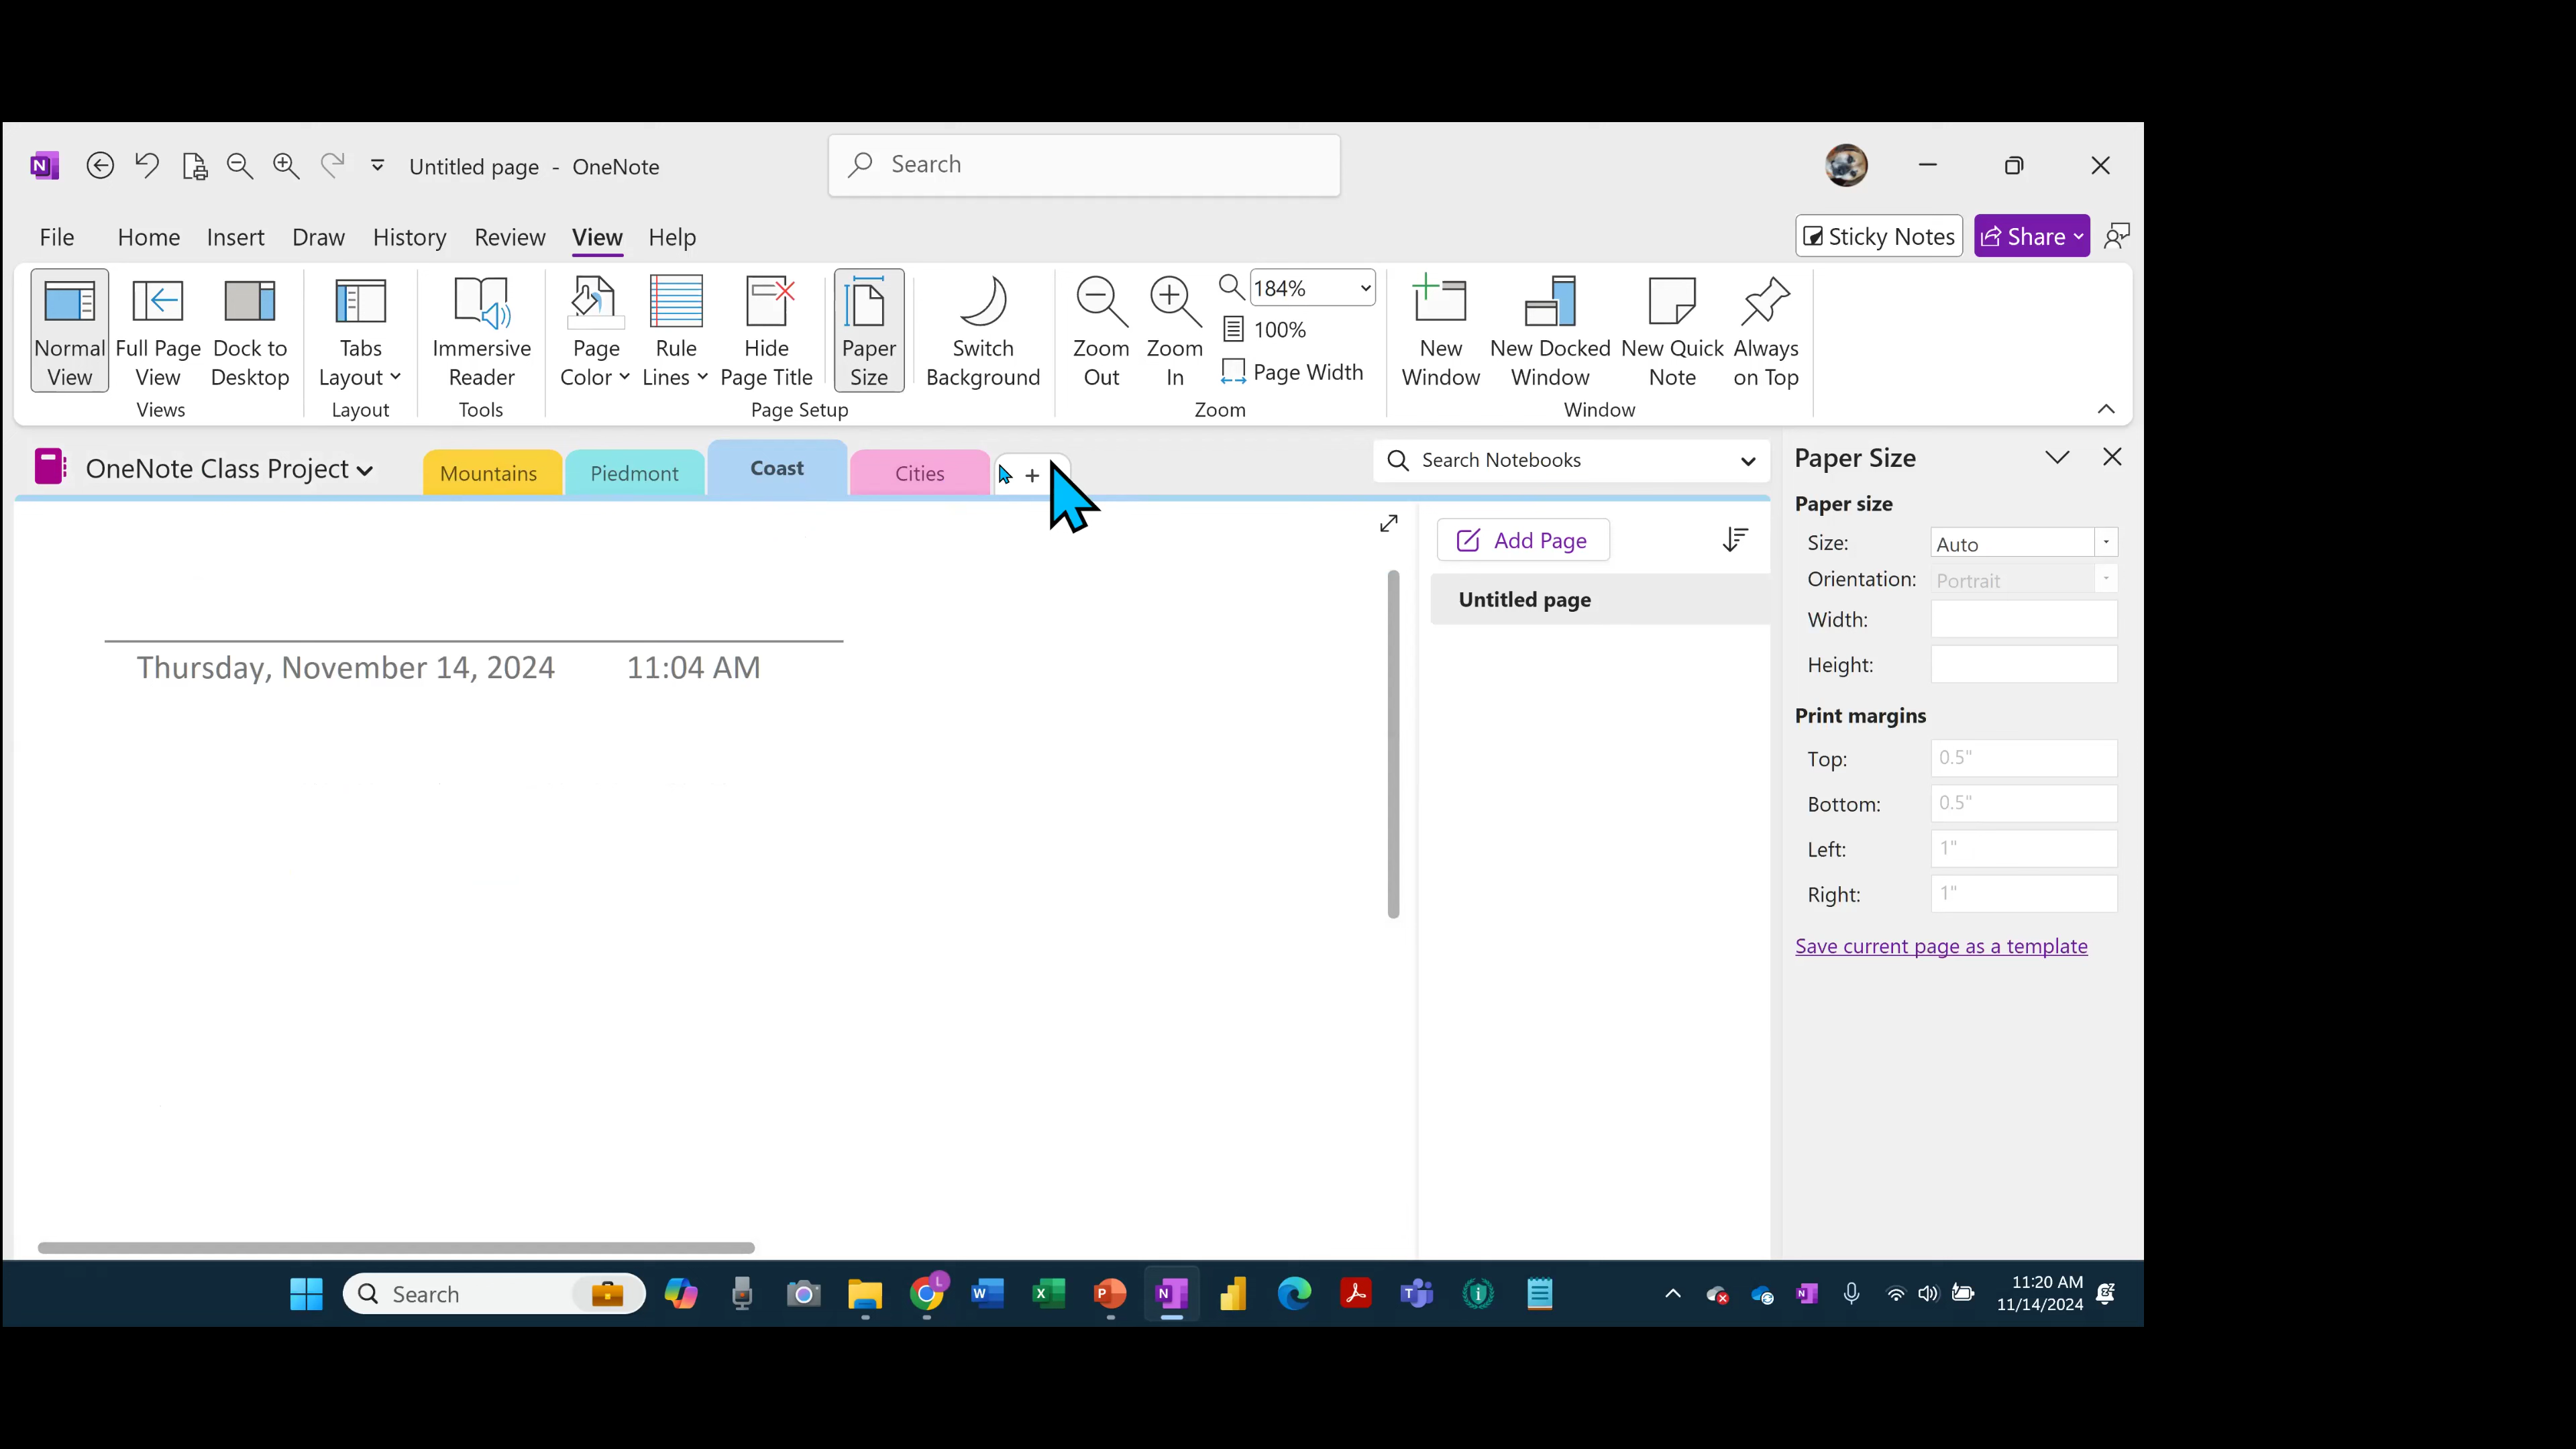 Untitled page - OneNote
Search
File Home Insert Draw History Review View Help
Sticky Notes
Share
Normal View
Full Page View
Dock to Desktop
Views
Tabs Layout
Layout
Immersive Reader
Tools
Page Color
Rule Lines
Hide Page Title
Paper Size
Switch Background
Page Setup
Zoom Out
Zoom In
184%
100%
Page Width
Zoom
New Window
New Docked Window
New Quick Note
Always on Top
Window
OneNote Class Project
Mountains
Piedmont
Coast
Cities
+
Search Notebooks
Thursday, November 14, 2024 11:04 AM
Add Page
Untitled page
Paper Size
Paper size
Size: Auto
Orientation: Portrait
Width:
Height:
Print margins
Top: 0.5"
Bottom: 0.5"
Left: 1"
Right: 1"
Save current page as a template
Search
11:20 AM
11/14/2024